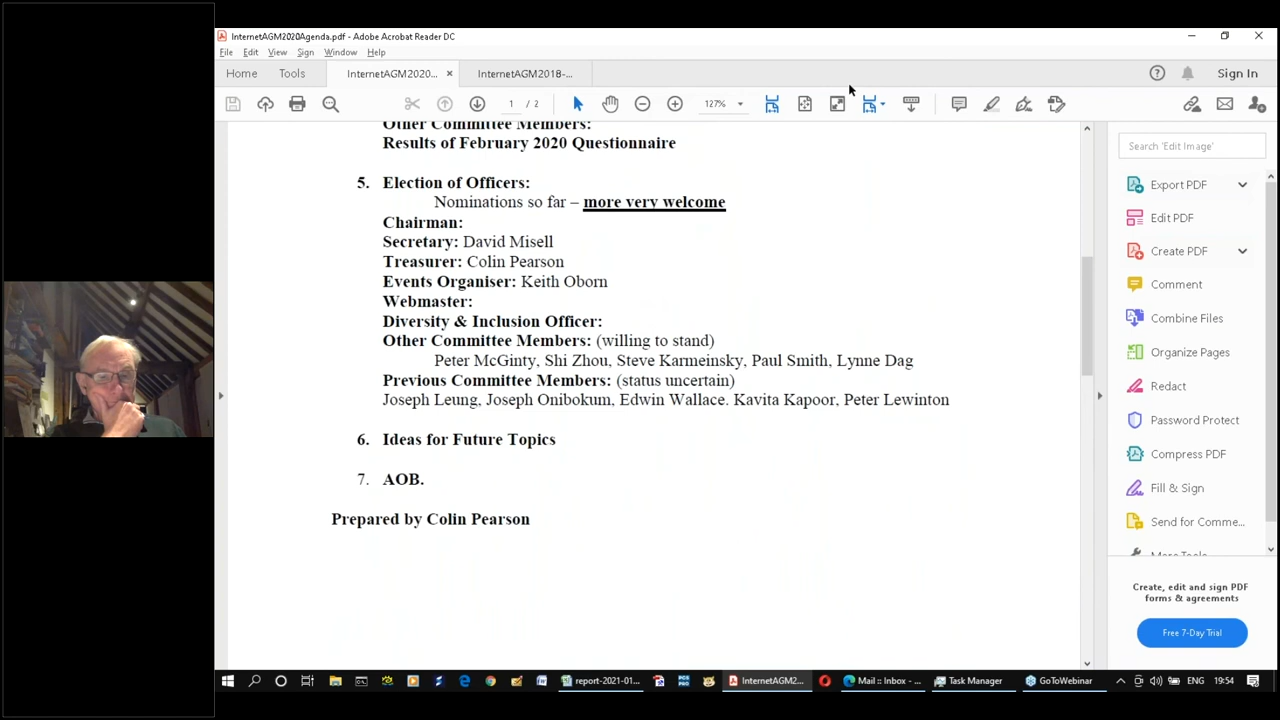 InternetAGM2020Agenda.pdf - Adobe Acrobat Reader DC
File Edit View Sign Window Help
Home Tools InternetAGM2020... × InternetAGM2018-... Sign In
1 / 2 127%
Other Committee Members:
Results of February 2020 Questionnaire
5. Election of Officers:
Nominations so far – more very welcome
Chairman:
Secretary: David Misell
Treasurer: Colin Pearson
Events Organiser: Keith Oborn
Webmaster:
Diversity & Inclusion Officer:
Other Committee Members: (willing to stand)
Peter McGinty, Shi Zhou, Steve Karmeinsky, Paul Smith, Lynne Dag
Previous Committee Members: (status uncertain)
Joseph Leung, Joseph Onibokum, Edwin Wallace. Kavita Kapoor, Peter Lewinton
6. Ideas for Future Topics
7. AOB.
Prepared by Colin Pearson
Search 'Edit Image'
Export PDF
Edit PDF
Create PDF
Comment
Combine Files
Organize Pages
Redact
Password Protect
Compress PDF
Fill & Sign
Send for Comme...
More Tools
Create, edit and sign PDF
forms & agreements
Free 7-Day Trial
report-2021-01... InternetAGM2... Mail :: Inbox - ... Task Manager GoToWebinar ENG 19:54